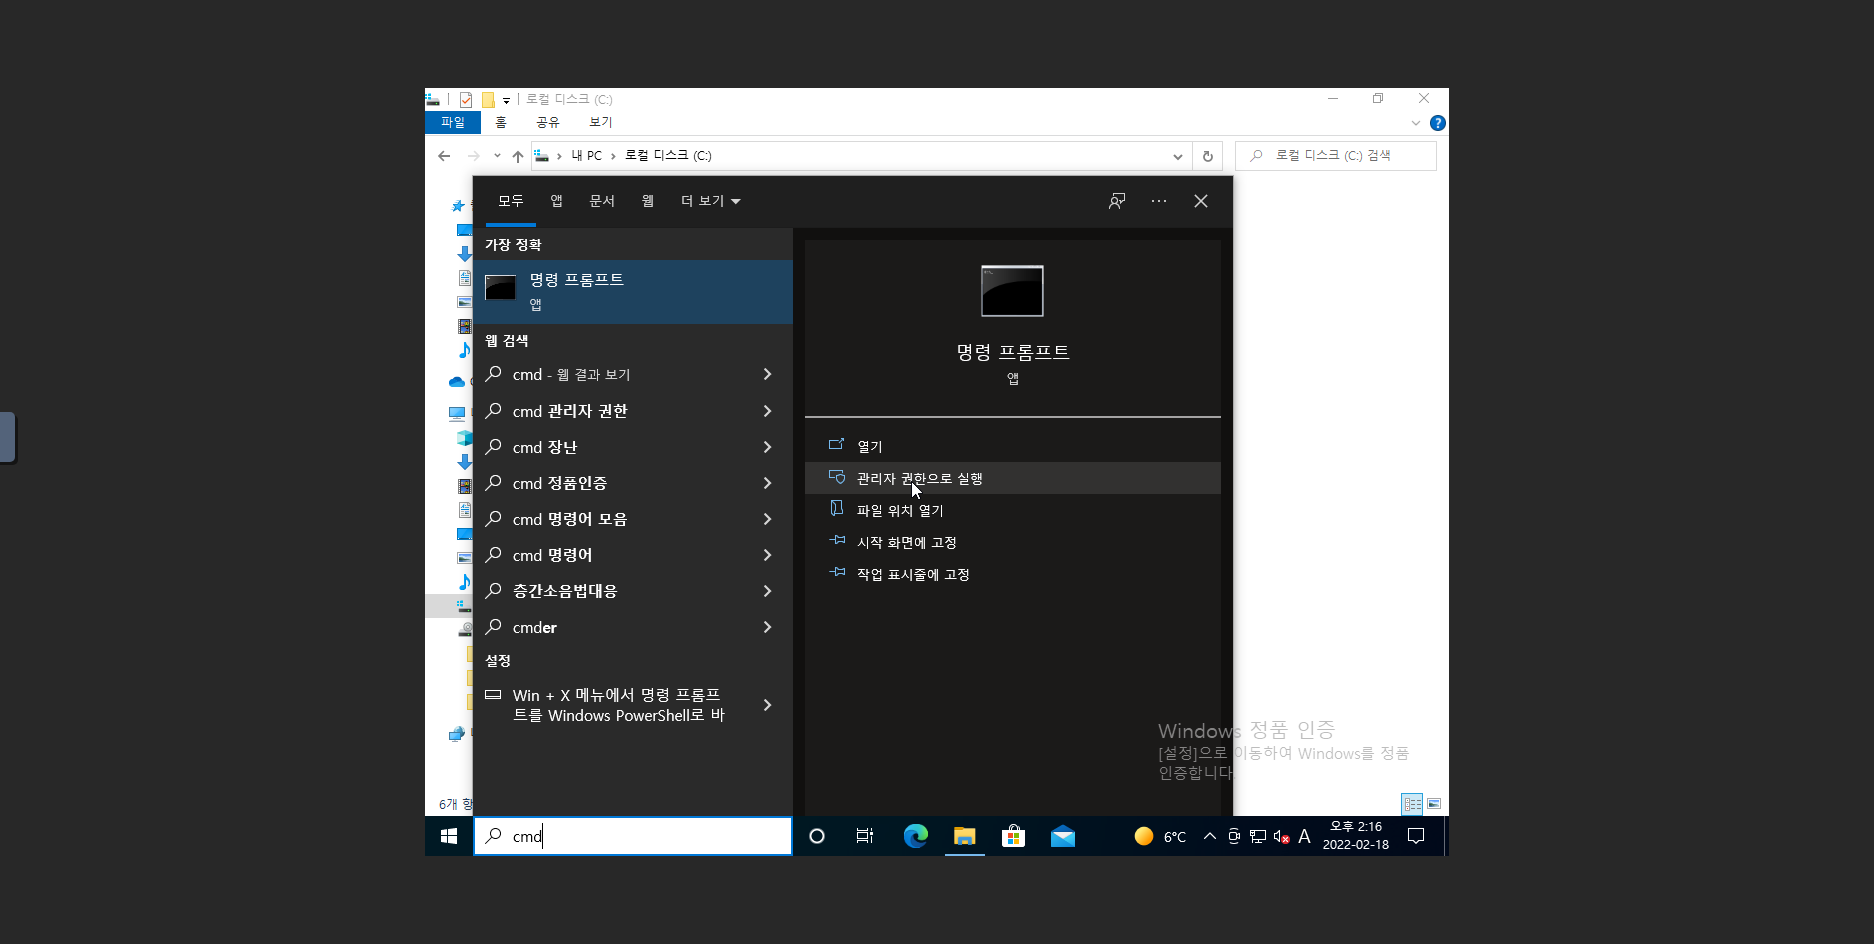 로컬 디스크 (C:)
파일 홈 공유 보기
내 PC 로컬 디스크 (C:)
로컬 디스크 (C:) 검색
모두 앱 문서 웹 더 보기
가장 정확
명령 프롬프트
앱
웹 검색
cmd - 웹 결과 보기
cmd 관리자 권한
cmd 장난
cmd 정품인증
cmd 명령어 모음
cmd 명령어
층간소음법대응
cmder
설정
Win + X 메뉴에서 명령 프롬프
트를 Windows PowerShell로 바
명령 프롬프트
앱
열기
관리자 권한으로 실행
파일 위치 열기
시작 화면에 고정
작업 표시줄에 고정
Windows 정품 인증
[설정]으로 이동하여 Windows를 정품
인증합니다.
6개 항
cmd
6°C
A
오후 2:16
2022-02-18